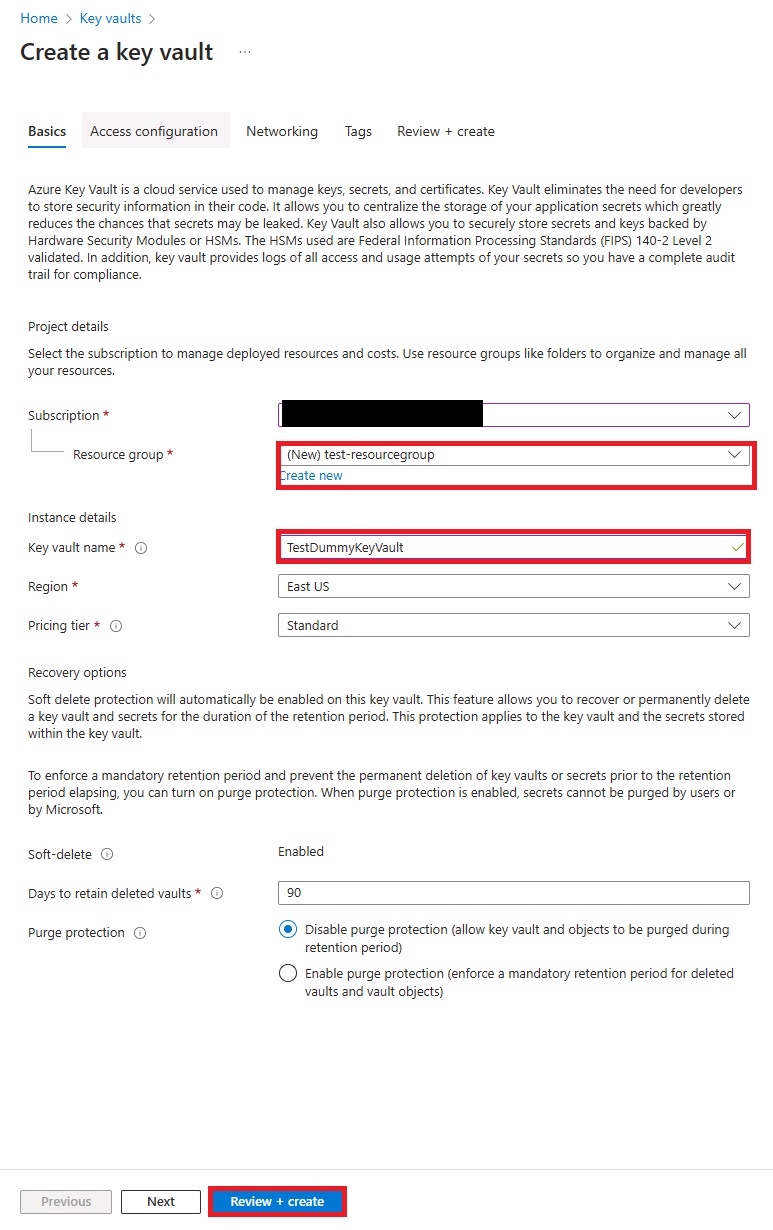 Home > Key vaults >
Create a key vault ...
Basics Access configuration Networking Tags Review + create
Azure Key Vault is a cloud service used to manage keys, secrets, and certificates. Key Vault eliminates the need for developers
to store security information in their code. It allows you to centralize the storage of your application secrets which greatly
reduces the chances that secrets may be leaked. Key Vault also allows you to securely store secrets and keys backed by
Hardware Security Modules or HSMs. The HSMs used are Federal Information Processing Standards (FIPS) 140-2 Level 2
validated. In addition, key vault provides logs of all access and usage attempts of your secrets so you have a complete audit
trail for compliance.
Project details
Select the subscription to manage deployed resources and costs. Use resource groups like folders to organize and manage all
your resources.
Subscription *
Resource group * (New) test-resourcegroup
Create new
Instance details
Key vault name * TestDummyKeyVault
Region * East US
Pricing tier * Standard
Recovery options
Soft delete protection will automatically be enabled on this key vault. This feature allows you to recover or permanently delete
a key vault and secrets for the duration of the retention period. This protection applies to the key vault and the secrets stored
within the key vault.
To enforce a mandatory retention period and prevent the permanent deletion of key vaults or secrets prior to the retention
period elapsing, you can turn on purge protection. When purge protection is enabled, secrets cannot be purged by users or
by Microsoft.
Soft-delete Enabled
Days to retain deleted vaults * 90
Purge protection Disable purge protection (allow key vault and objects to be purged during
retention period)
Enable purge protection (enforce a mandatory retention period for deleted
vaults and vault objects)
Previous Next Review + create